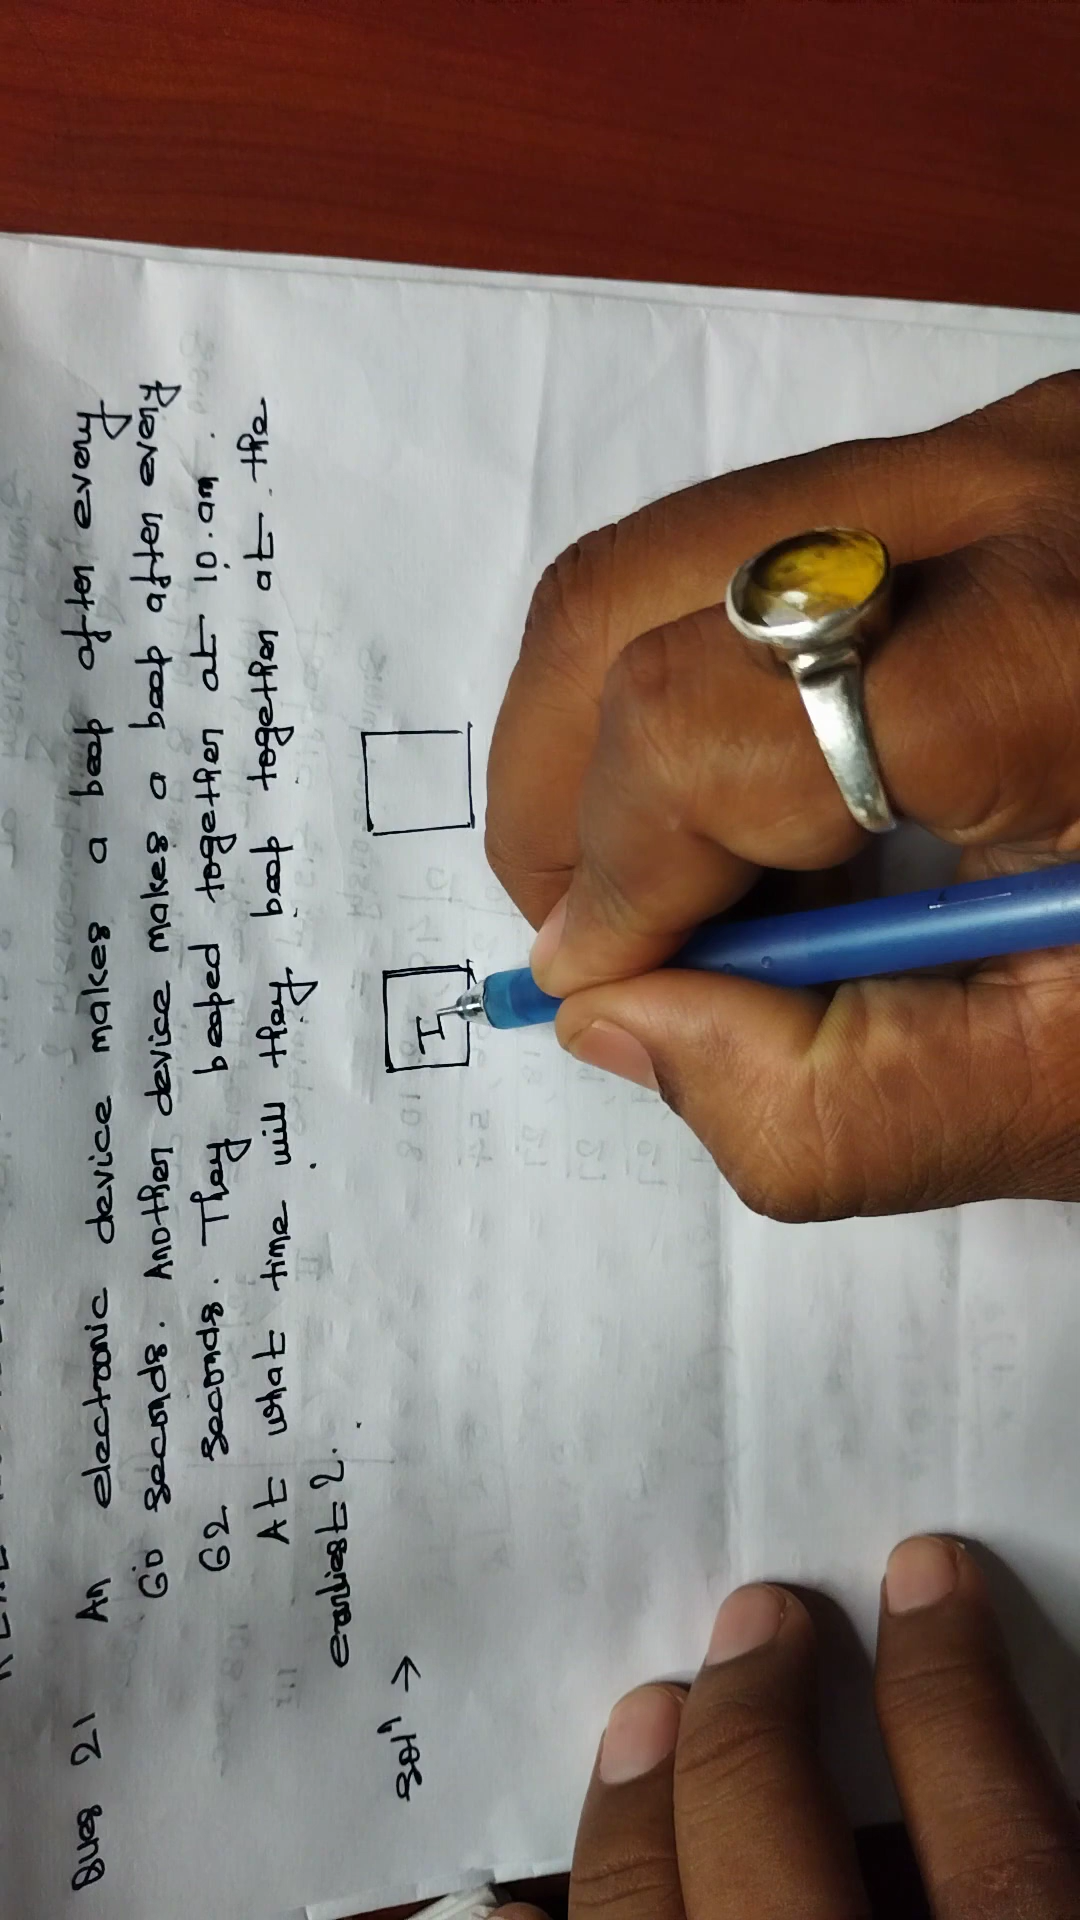 Ques 21 An electronic device makes a beep after every
60 seconds. Another device makes a beep after every
62 seconds. They beeped together at 10.am.
At what time will they beep together at the
earliest?
Solⁿ →
I